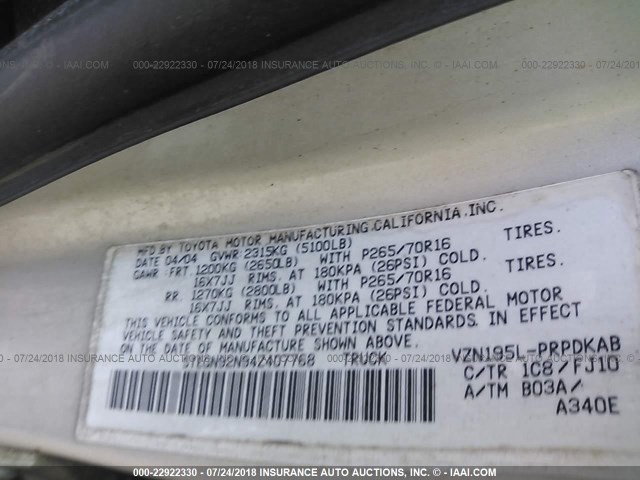 000-22922330 - 07/24/2018 INSURANCE AUTO AUCTIONS, INC. - © IAAI.COM
MFD.BY TOYOTA MOTOR MANUFACTURING,CALIFORNIA,INC.
DATE 04/04 GVWR 2315KG (5100LB)
GAWR FRT. 1200KG (2650LB) WITH P265/70R16 TIRES.
16X7JJ RIMS. AT 180KPA (26PSI) COLD.
RR. 1270KG (2800LB) WITH P265/70R16 TIRES.
16X7JJ RIMS. AT 180KPA (26PSI) COLD.
THIS VEHICLE CONFORMS TO ALL APPLICABLE FEDERAL MOTOR
VEHICLE SAFETY AND THEFT PREVENTION STANDARDS IN EFFECT
ON THE DATE OF MANUFACTURE SHOWN ABOVE.
TRUCK VZN195L-PRPDKAB
C/TR 1C8/FJ10
A/TM B03A/
A340E
000-22922330 - 07/24/2018 INSURANCE AUTO AUCTIONS, INC. - © IAAI.COM